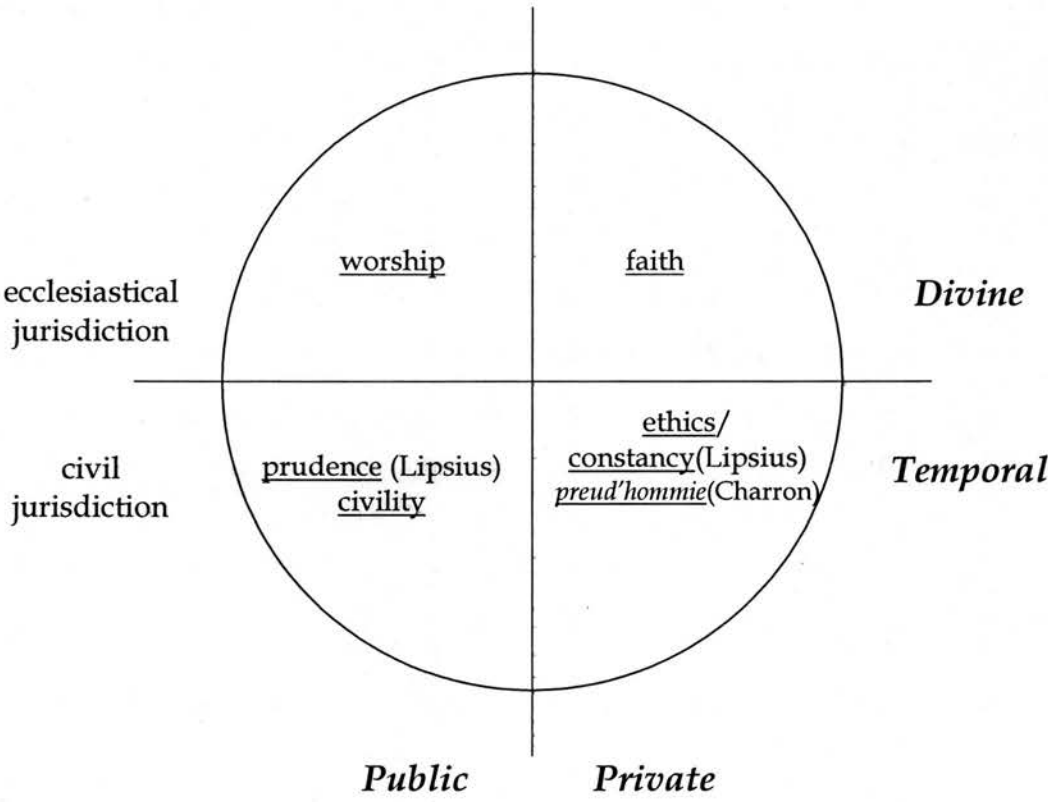 worship
faith
ecclesiastical
jurisdiction
Divine
civil
jurisdiction
prudence (Lipsius)
civility
ethics/
constancy(Lipsius)
preud'hommie(Charron)
Temporal
Public
Private